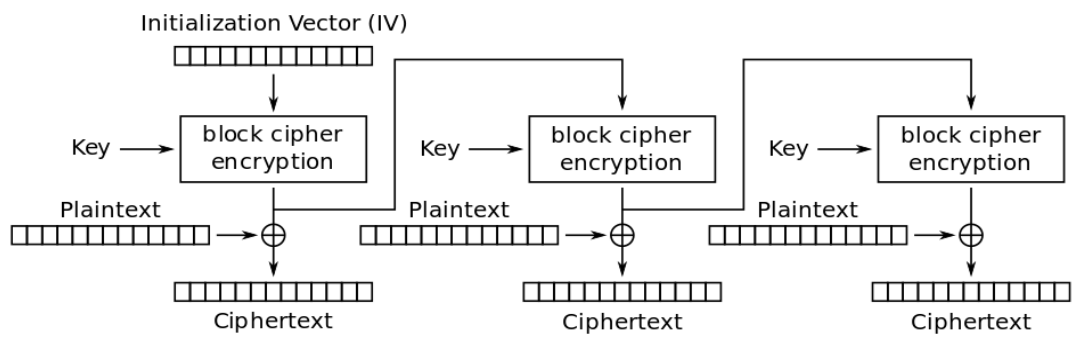 Initialization Vector (IV)
Key
block cipher
encryption
Plaintext
Ciphertext
Key
block cipher
encryption
Plaintext
Ciphertext
Key
block cipher
encryption
Plaintext
Ciphertext